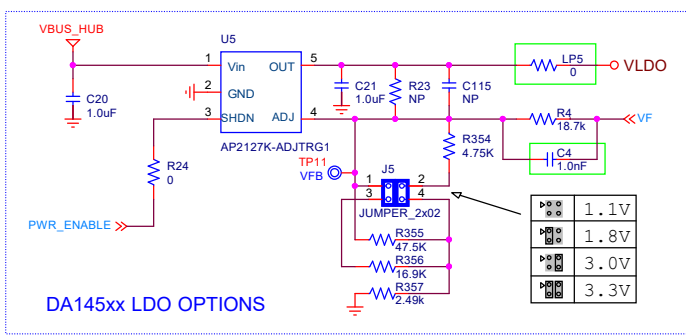 VBUS_HUB
U5
1
Vin
OUT
5
2
GND
3
SHDN
ADJ
4
AP2127K-ADJTRG1
C20
1.0uF
C21
1.0uF
R23
NP
C115
NP
LP5
0
VLDO
R4
18.7k
VF
C4
1.0nF
R354
4.75K
R24
0
TP11
VFB
J5
1
2
3
4
JUMPER_2x02
PWR_ENABLE
R355
47.5K
R356
16.9K
R357
2.49k
1.1V
1.8V
3.0V
3.3V
DA145xx LDO OPTIONS